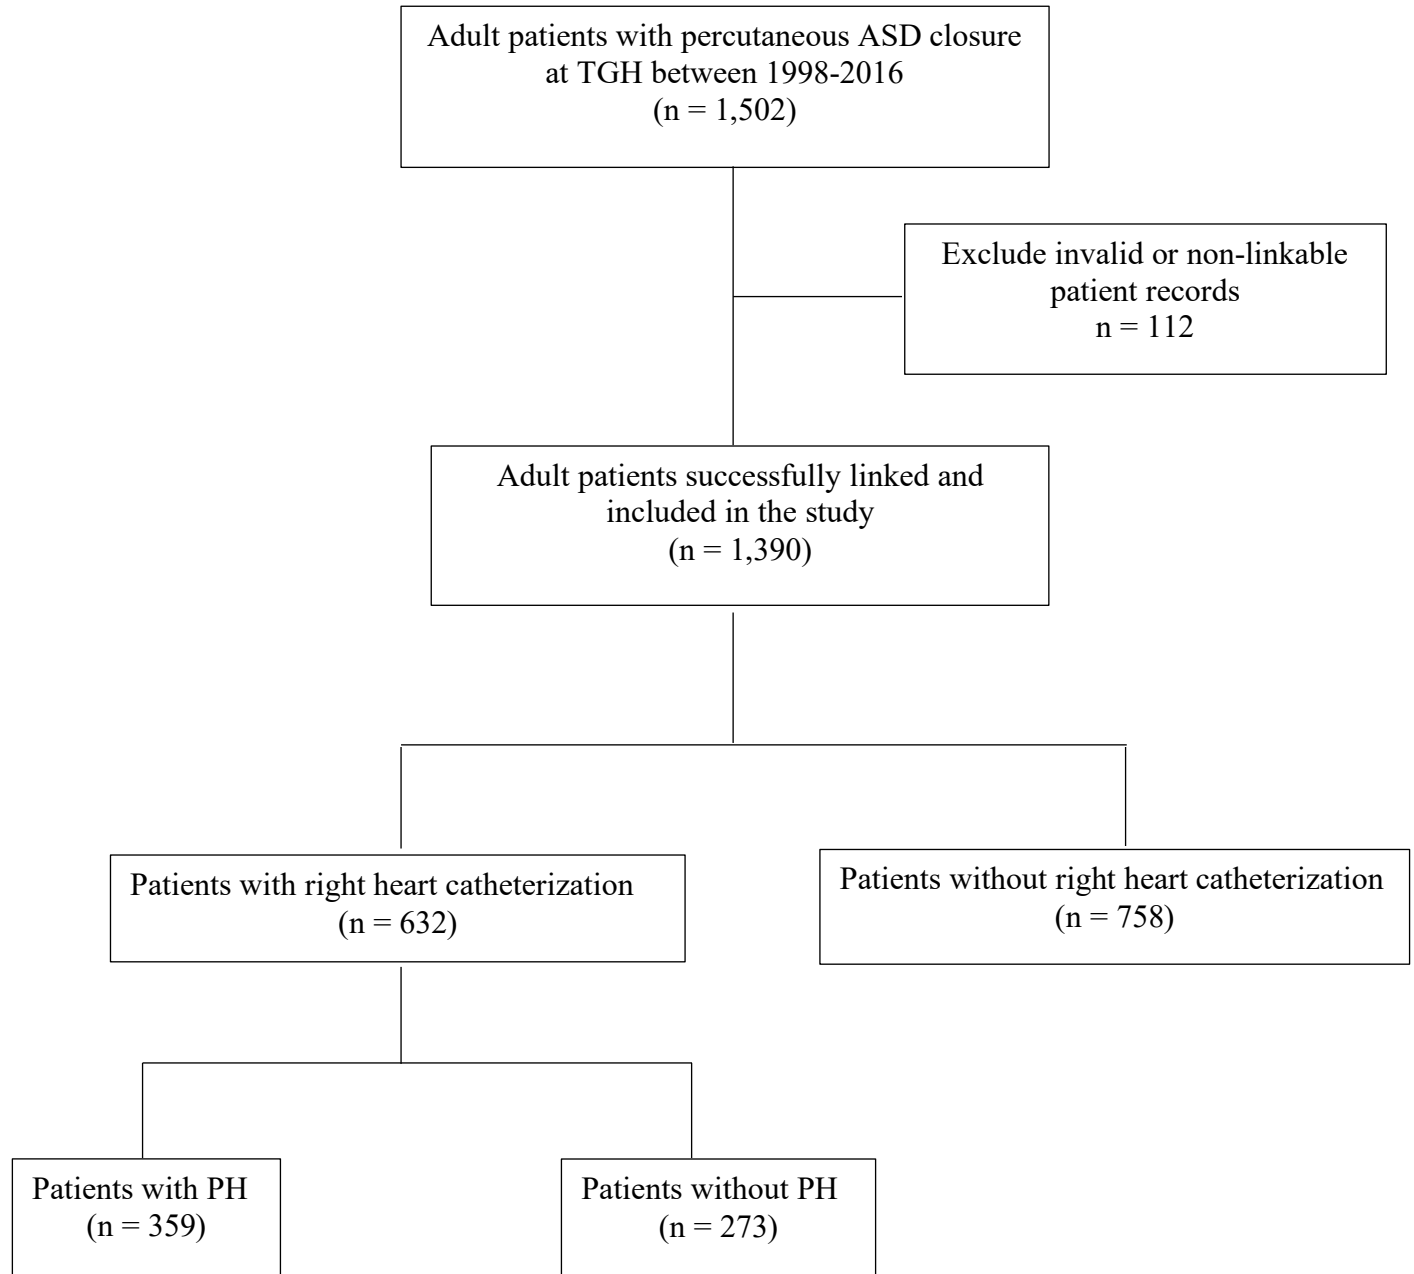 Adult patients with percutaneous ASD closure
at TGH between 1998-2016
(n = 1,502)
Exclude invalid or non-linkable
patient records
n = 112
Adult patients successfully linked and
included in the study
(n = 1,390)
Patients with right heart catheterization
(n = 632)
Patients without right heart catheterization
(n = 758)
Patients with PH
(n = 359)
Patients without PH
(n = 273)